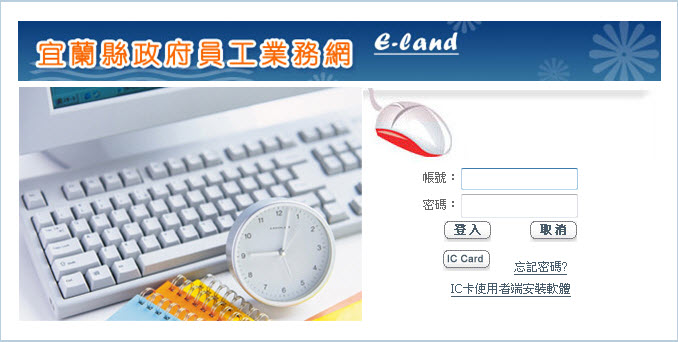 宜蘭縣政府員工業務網 E-land
帳號：
密碼：
登入 取消
IC Card 忘記密碼?
IC卡使用者端安裝軟體